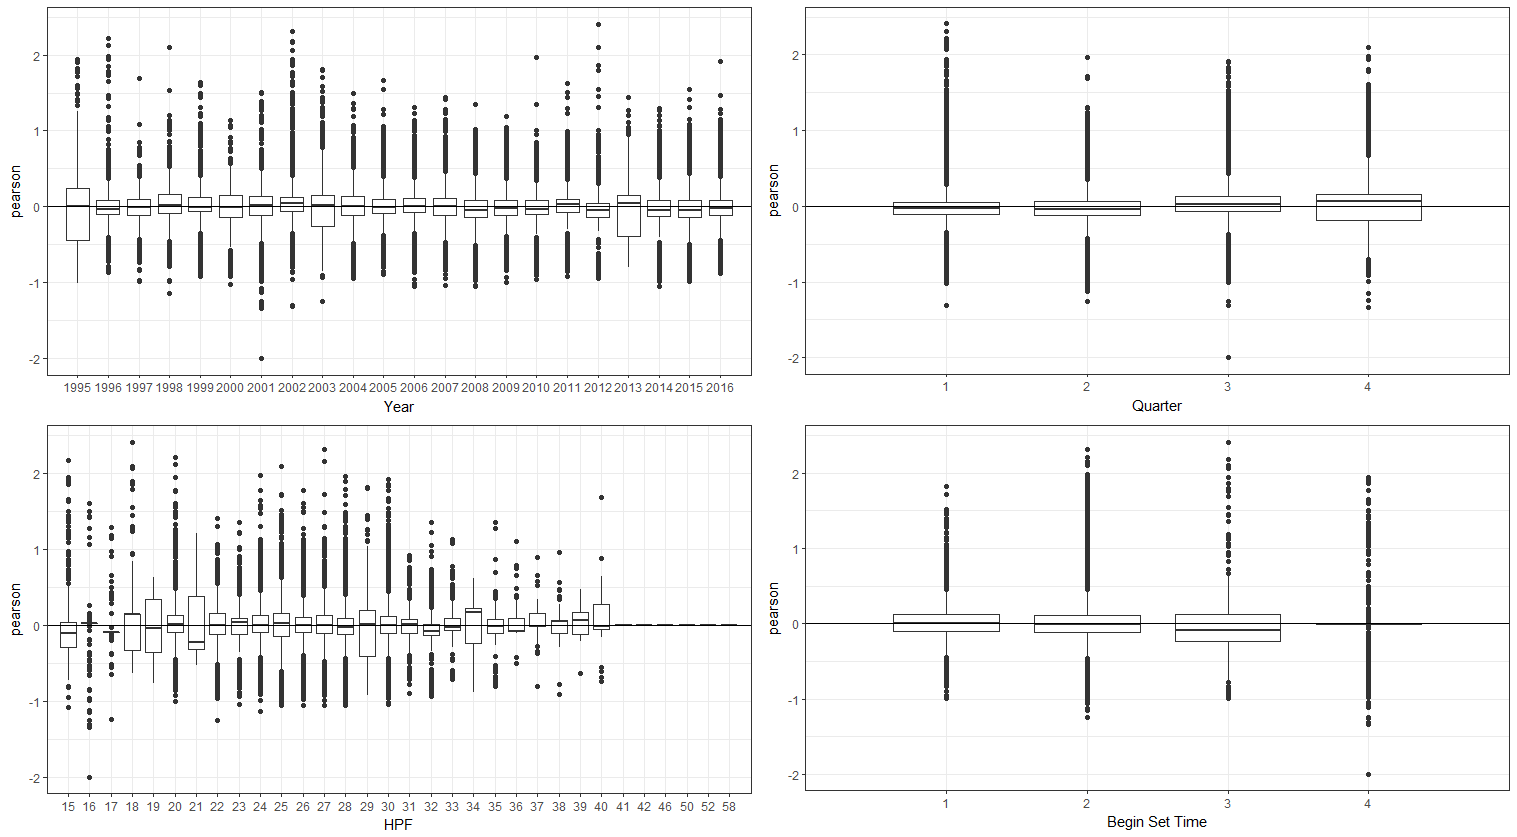 pearson
2
1
0
-1
-2
1995 1996 1997 1998 1999 2000 2001 2002 2003 2004 2005 2006 2007 2008 2009 2010 2011 2012 2013 2014 2015 2016
Year
pearson
2
1
0
-1
-2
1 2 3 4
Quarter
pearson
2
1
0
-1
-2
15 16 17 18 19 20 21 22 23 24 25 26 27 28 29 30 31 32 33 34 35 36 37 38 39 40 41 42 46 50 52 58
HPF
pearson
2
1
0
-1
-2
1 2 3 4
Begin Set Time